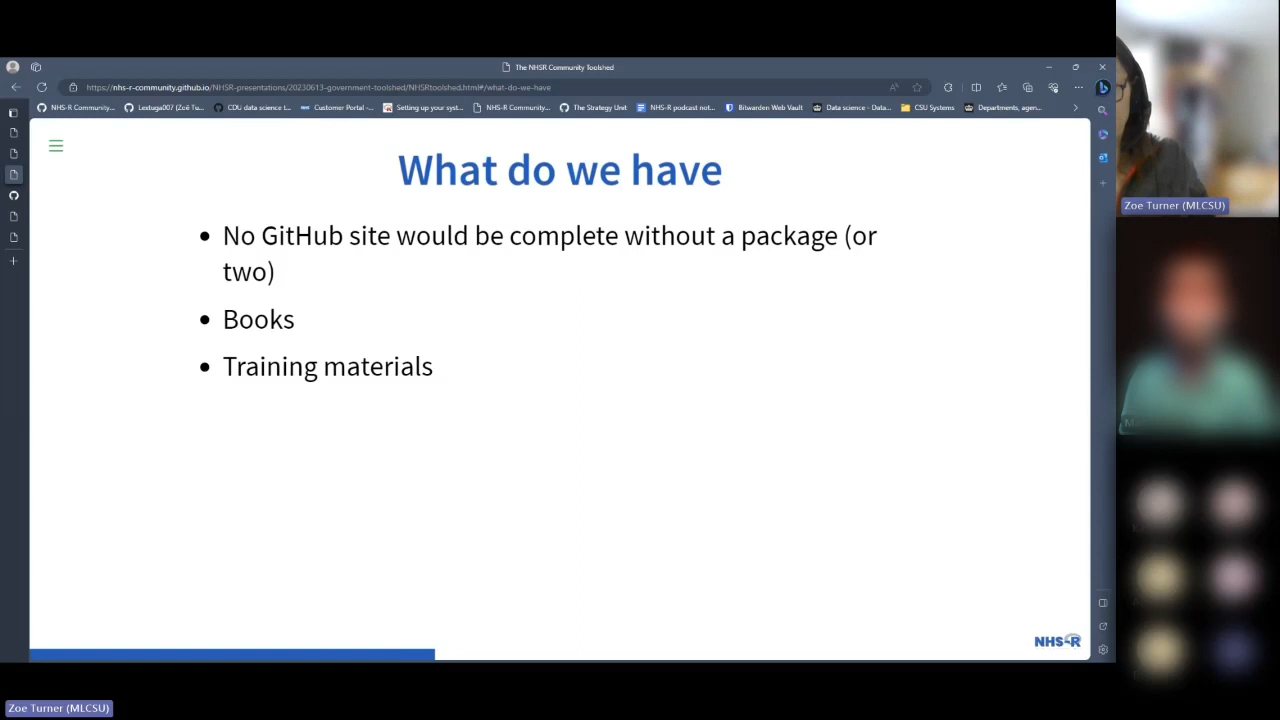 The NHSR Community Toolshed
https://nhs-r-community.github.io/NHSR-presentations/20230613-government-toolshed/NHSRtoolshed.html#/what-do-we-have
NHS-R Community...
Lextuga007 (Zoë Tu...
CDU data science t...
Customer Portal -...
Setting up your syst...
NHS-R Community...
The Strategy Unit
NHS-R podcast not...
Bitwarden Web Vault
Data science - Data...
CSU Systems
Departments, agen...
What do we have
No GitHub site would be complete without a package (or
two)
Books
Training materials
NHS-R
Zoe Turner (MLCSU)
Zoe Turner (MLCSU)